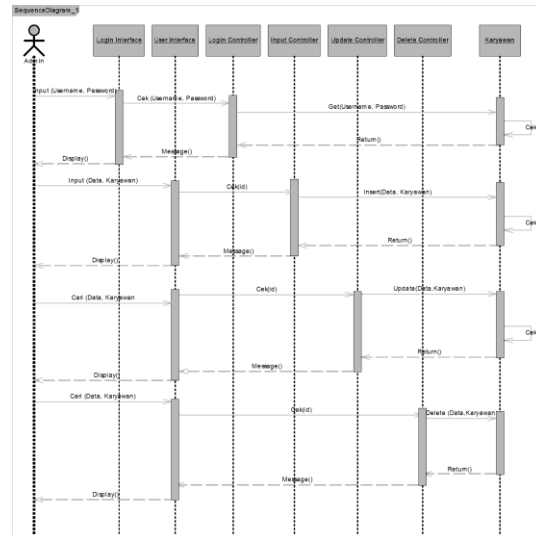 SequenceDiagram_1
Admin
Login Interface
User Interface
Login Controller
Input Controller
Update Controller
Delete Controller
Karyawan
Input (Username, Password)
Cek (Username, Password)
Get(Username, Password)
Cek
Return()
Message()
Display()
Input (Data, Karyawan)
Cek(id)
Insert(Data, Karyawan)
Cek
Return()
Message()
Display()
Cari (Data, Karyawan
Cek(id)
Update(Data,Karyawan)
Cek
Return()
Message()
Display()
Cari (Data, Karyawan)
Cek(id)
Delete (Data,Karyawan
Return()
Message()
Display()